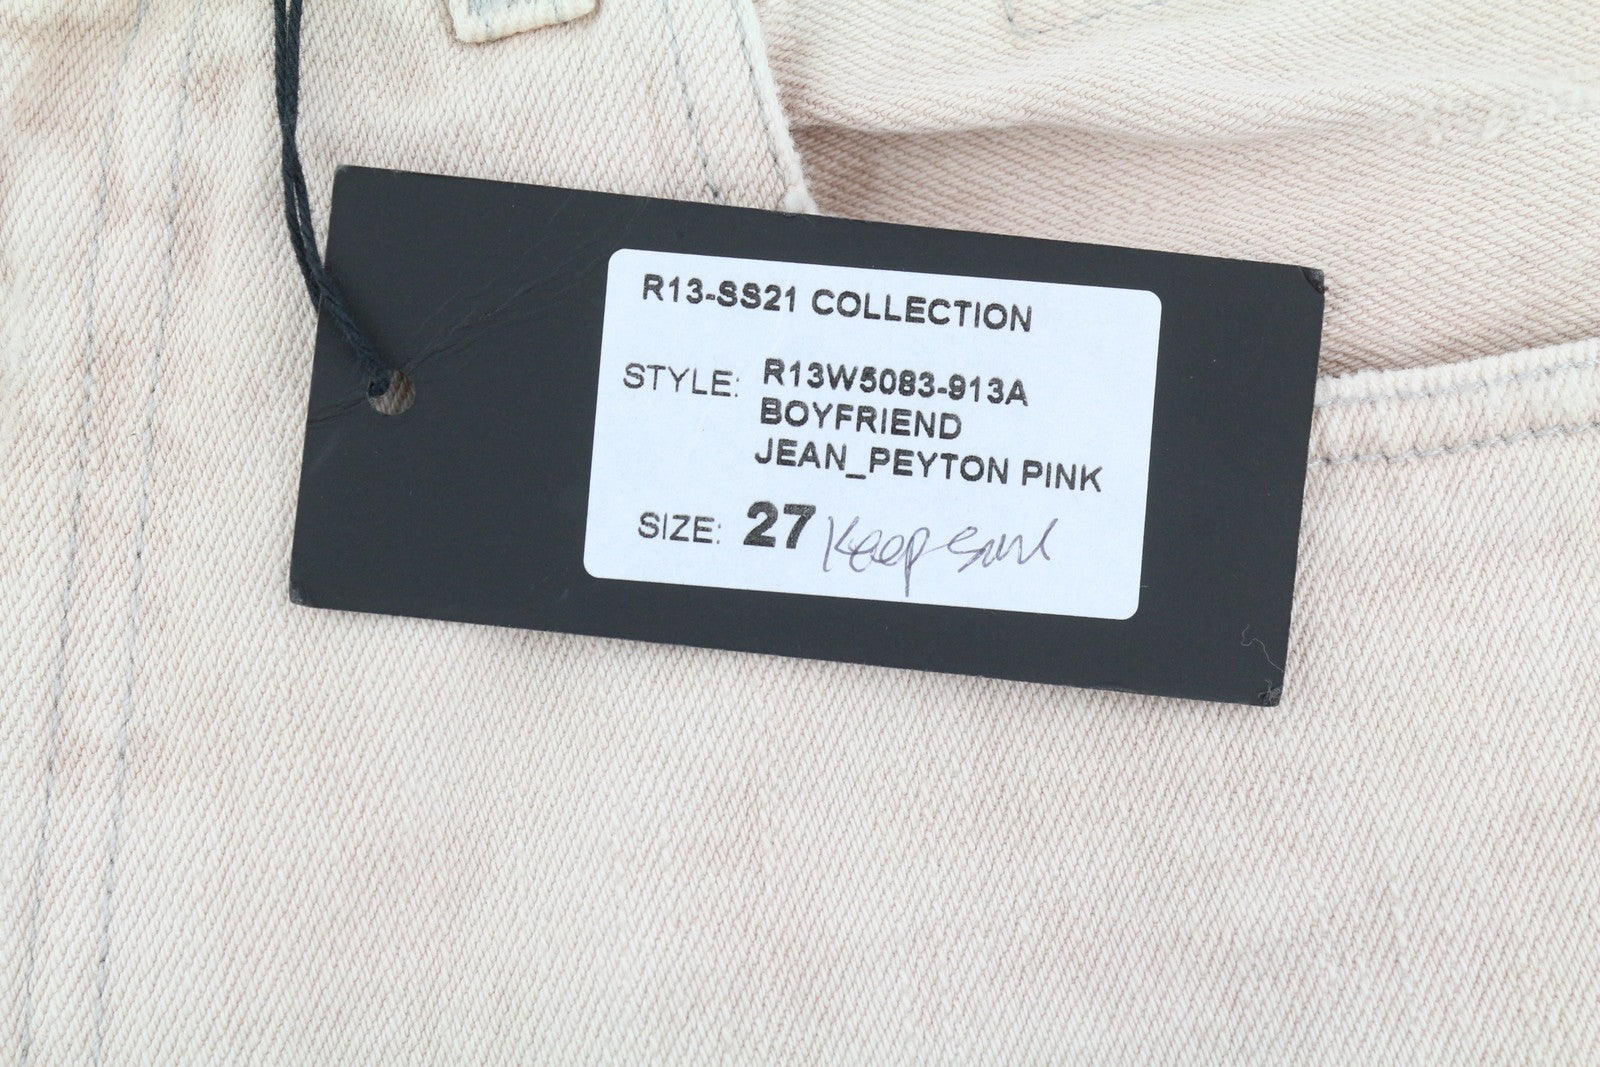 R13-SS21 COLLECTION
STYLE: R13W5083-913A
BOYFRIEND
JEAN_PEYTON PINK
SIZE: 27 Keep